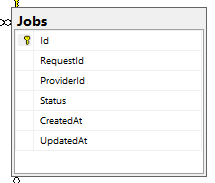 Jobs
Id
RequestId
ProviderId
Status
CreatedAt
UpdatedAt